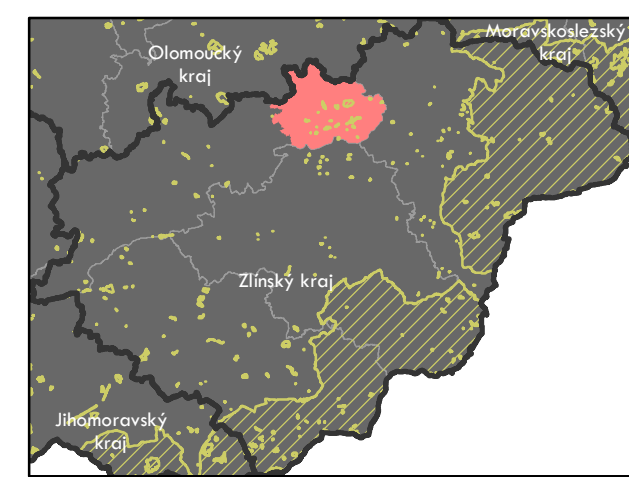 Olomoucký
kraj
Moravskoslezský
kraj
Zlínský kraj
Jihomoravský
kraj